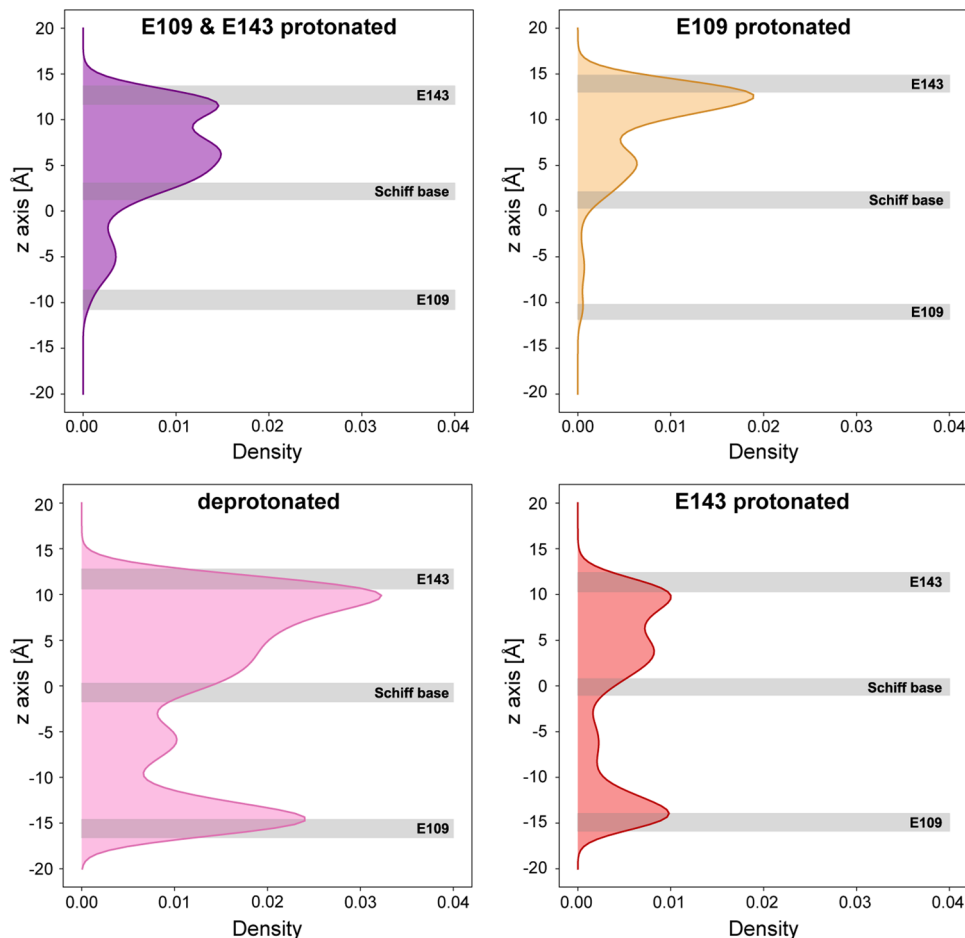 E109 & E143 protonated
20
15
10
5
0
-5
-10
-15
-20
z axis [Å]
E143
Schiff base
E109
0.00 0.01 0.02 0.03 0.04
Density
E109 protonated
20
15
10
5
0
-5
-10
-15
-20
z axis [Å]
E143
Schiff base
E109
0.00 0.01 0.02 0.03 0.04
Density
deprotonated
20
15
10
5
0
-5
-10
-15
-20
z axis [Å]
E143
Schiff base
E109
0.00 0.01 0.02 0.03 0.04
Density
E143 protonated
20
15
10
5
0
-5
-10
-15
-20
z axis [Å]
E143
Schiff base
E109
0.00 0.01 0.02 0.03 0.04
Density